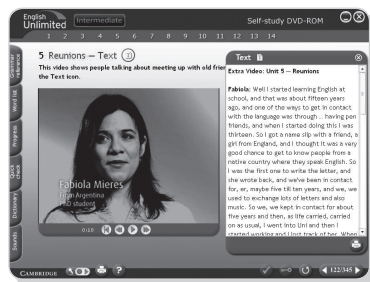 English
Unlimited
Intermediate
Self-study DVD-ROM
1 2 3 4 5 6 7 8 9 10 11 12 13 14
5 Reunions – Text
This video shows people talking about meeting up with old frien
the Text icon.
Grammar reference
Word list
Progress
Quick check
Dictionary
Sounds
Fabiola Mieres
From Argentina
PhD student
0:10
Text
Extra Video: Unit 5 – Reunions
Fabiola: Well I started learning English at
school, and that was about fifteen years
ago, and one of the ways to get in contact
with the language was through .. having pen
friends, and when I started doing this I was
thirteen. So I got my slip with a friend, a
girl from England, and I thought it was a very
good chance to get to know people from a
native country where they speak English. So
I was the first one to write the letter, and
she wrote back, and we've been in contact
for, er, maybe five till ten years, and we, we
used to exchange lots of letters and also
music. So we, we kept in contact for about
five years and then, as life carried, carried
on as usual, I went into Uni and then I
started working and I lost track of her. When
CAMBRIDGE
?
122/345